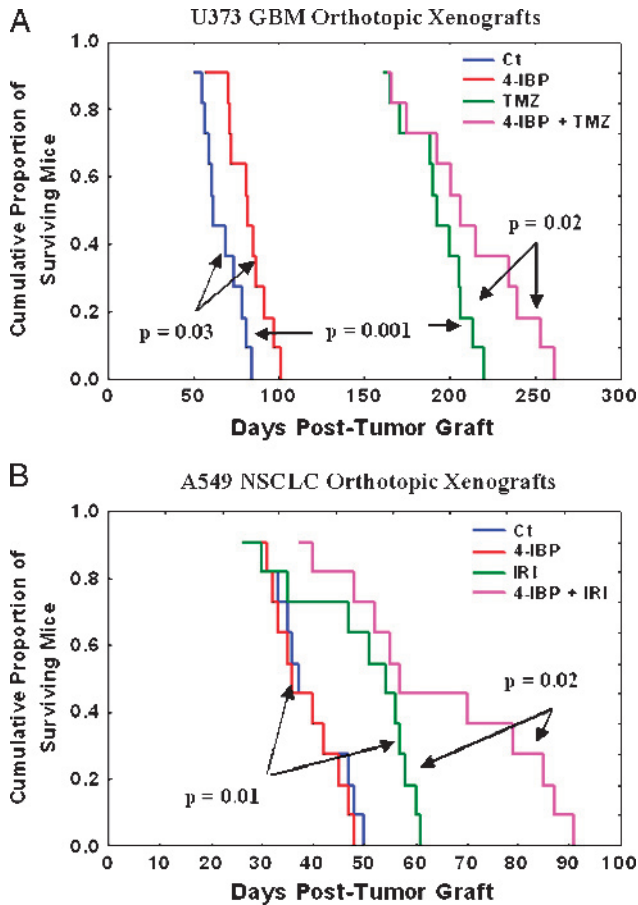 A
U373 GBM Orthotopic Xenografts
Cumulative Proportion of
Surviving Mice
1.0
0.8
0.6
0.4
0.2
0.0
Ct
4-IBP
TMZ
4-IBP + TMZ
p = 0.02
p = 0.03
p = 0.001
0 50 100 150 200 250 300
Days Post-Tumor Graft
B
A549 NSCLC Orthotopic Xenografts
Cumulative Proportion of
Surviving Mice
1.0
0.8
0.6
0.4
0.2
0.0
Ct
4-IBP
IRI
4-IBP + IRI
p = 0.02
p = 0.01
0 10 20 30 40 50 60 70 80 90 100
Days Post-Tumor Graft